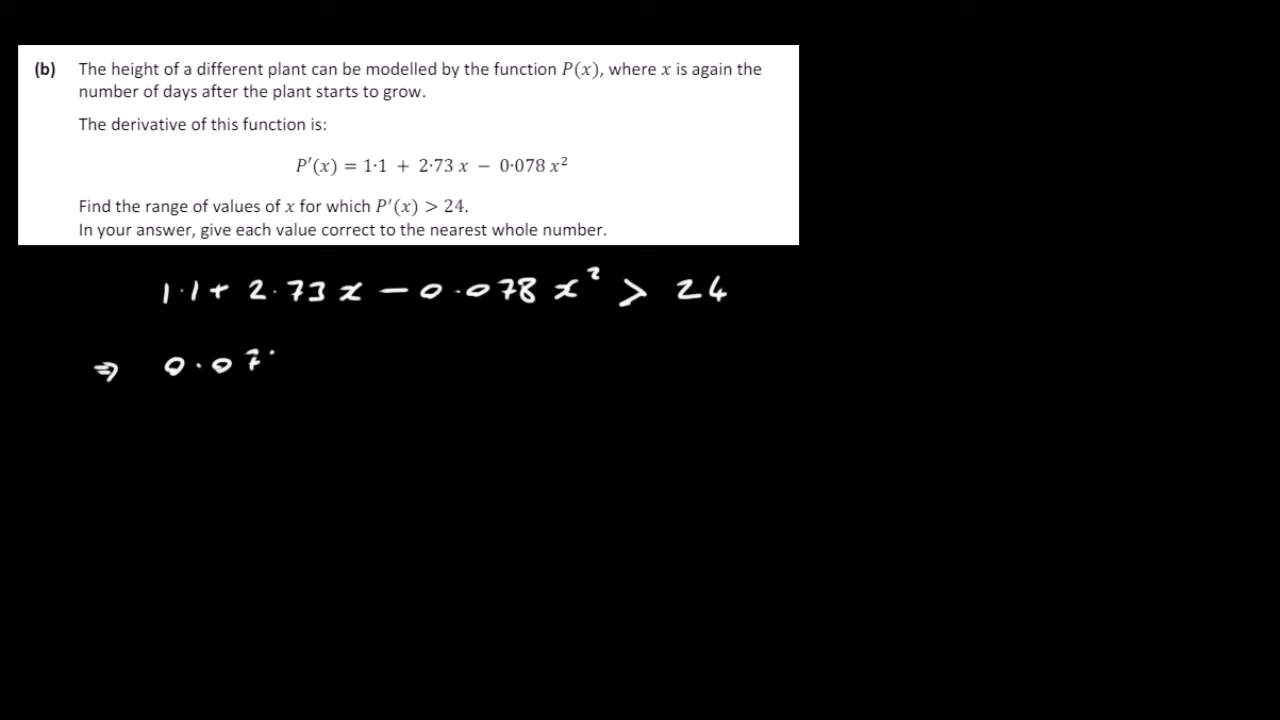 (b) The height of a different plant can be modelled by the function P(x), where x is again the
number of days after the plant starts to grow.
The derivative of this function is:
P′(x) = 1·1 + 2·73 x − 0·078 x²
Find the range of values of x for which P′(x) > 24.
In your answer, give each value correct to the nearest whole number.
1·1 + 2·73 x − 0·078 x² > 24
⇒ 0·07